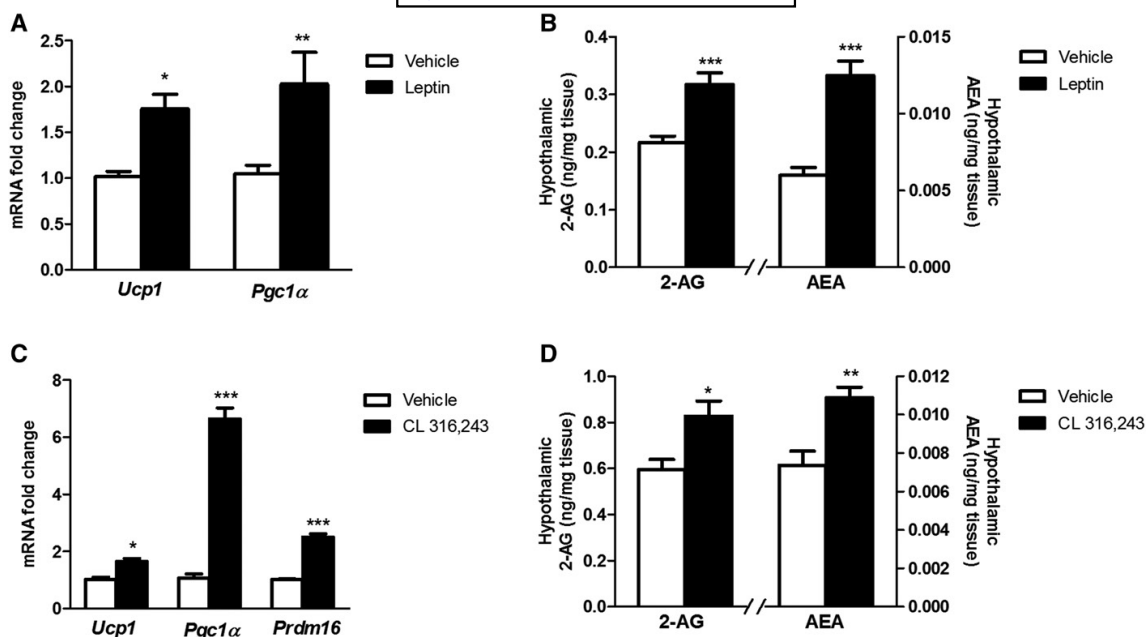 A
mRNA fold change
2.5
2.0
1.5
1.0
0.5
0.0
*
**
Ucp1
Pgc1α
Vehicle
Leptin
B
Hypothalamic
2-AG (ng/mg tissue)
0.4
0.3
0.2
0.1
0.0
***
***
2-AG
AEA
0.015
0.010
0.005
0.000
Hypothalamic
AEA (ng/mg tissue)
Vehicle
Leptin
C
mRNA fold change
8
6
4
2
0
*
***
***
Ucp1
Pgc1α
Prdm16
Vehicle
CL 316,243
D
Hypothalamic
2-AG (ng/mg tissue)
1.0
0.8
0.6
0.4
0.2
0.0
*
**
2-AG
AEA
0.012
0.010
0.008
0.006
0.004
0.002
0.000
Hypothalamic
AEA (ng/mg tissue)
Vehicle
CL 316,243